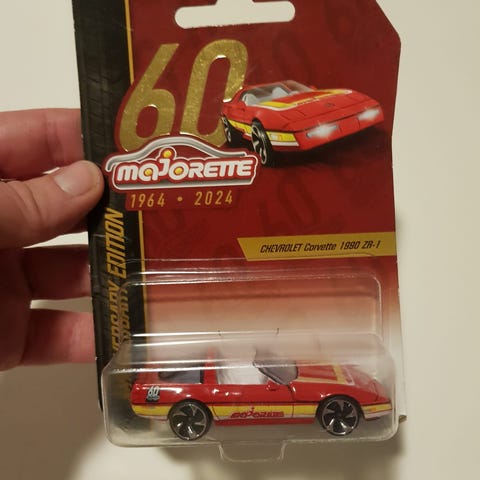 60
MAJORETTE
1964 • 2024
CHEVROLET Corvette 1990 ZR-1
EDITION
60
MAJORETTE